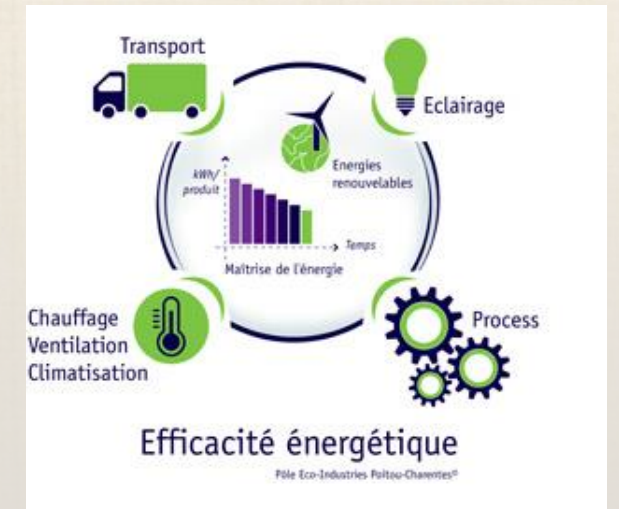 Transport
Eclairage
Energies
renouvelables
kWh/
produit
Temps
Maîtrise de l'énergie
Chauffage
Ventilation
Climatisation
Process
Efficacité énergétique
Pôle Eco-Industries Poitou-Charentes©